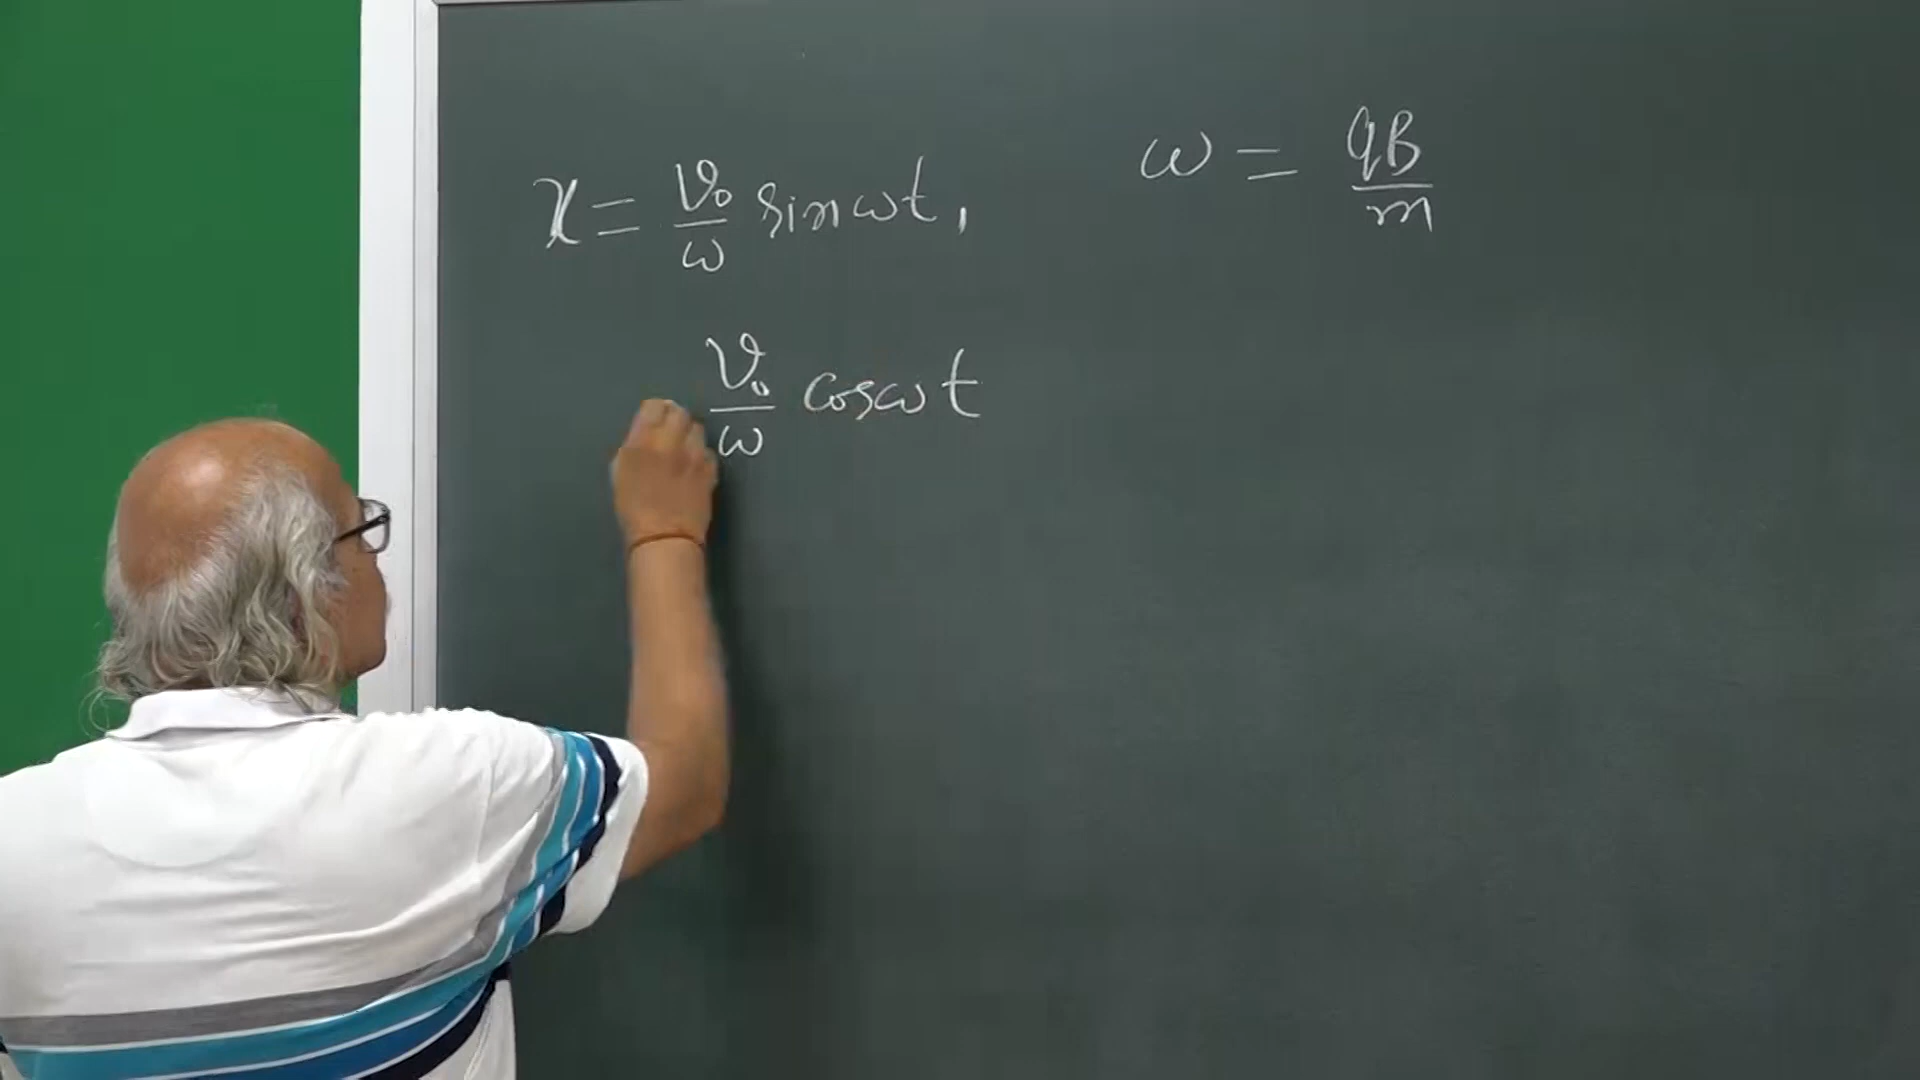 x = v₀/ω sin ωt, ω = qB/m
v₀/ω cos ωt